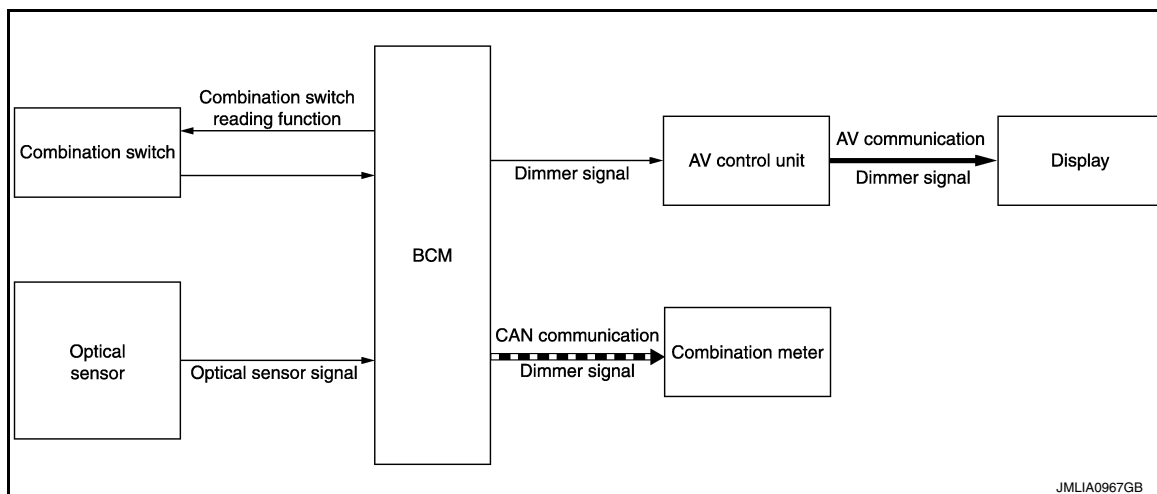 Combination switch
Combination switch
reading function
BCM
Dimmer signal
AV control unit
AV communication
Dimmer signal
Display
Optical
sensor
Optical sensor signal
CAN communication
Dimmer signal
Combination meter
JMLIA0967GB